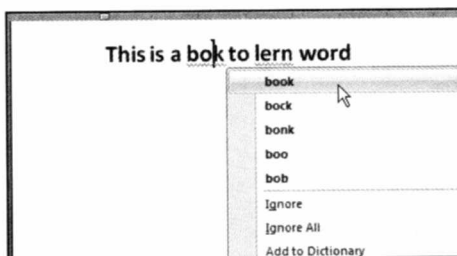 This is a bok to lern word
book
bock
bonk
boo
bob
Ignore
Ignore All
Add to Dictionary